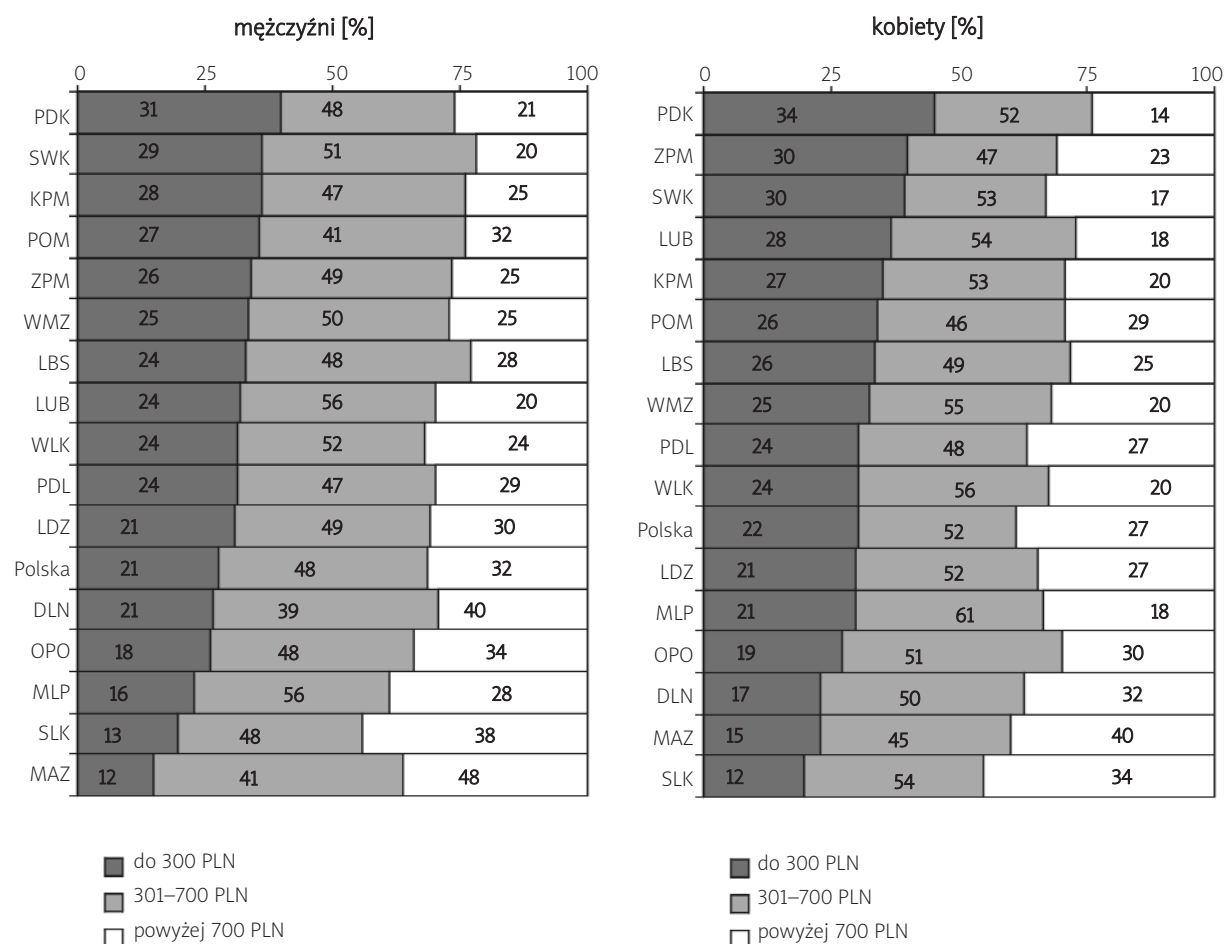 mężczyźni [%]
0 25 50 75 100
PDK 31 48 21
SWK 29 51 20
KPM 28 47 25
POM 27 41 32
ZPM 26 49 25
WMZ 25 50 25
LBS 24 48 28
LUB 24 56 20
WLK 24 52 24
PDL 24 47 29
LDZ 21 49 30
Polska 21 48 32
DLN 21 39 40
OPO 18 48 34
MLP 16 56 28
SLK 13 48 38
MAZ 12 41 48
do 300 PLN
301–700 PLN
powyżej 700 PLN
kobiety [%]
0 25 50 75 100
PDK 34 52 14
ZPM 30 47 23
SWK 30 53 17
LUB 28 54 18
KPM 27 53 20
POM 26 46 29
LBS 26 49 25
WMZ 25 55 20
PDL 24 48 27
WLK 24 56 20
Polska 22 52 27
LDZ 21 52 27
MLP 21 61 18
OPO 19 51 30
DLN 17 50 32
MAZ 15 45 40
SLK 12 54 34
do 300 PLN
301–700 PLN
powyżej 700 PLN